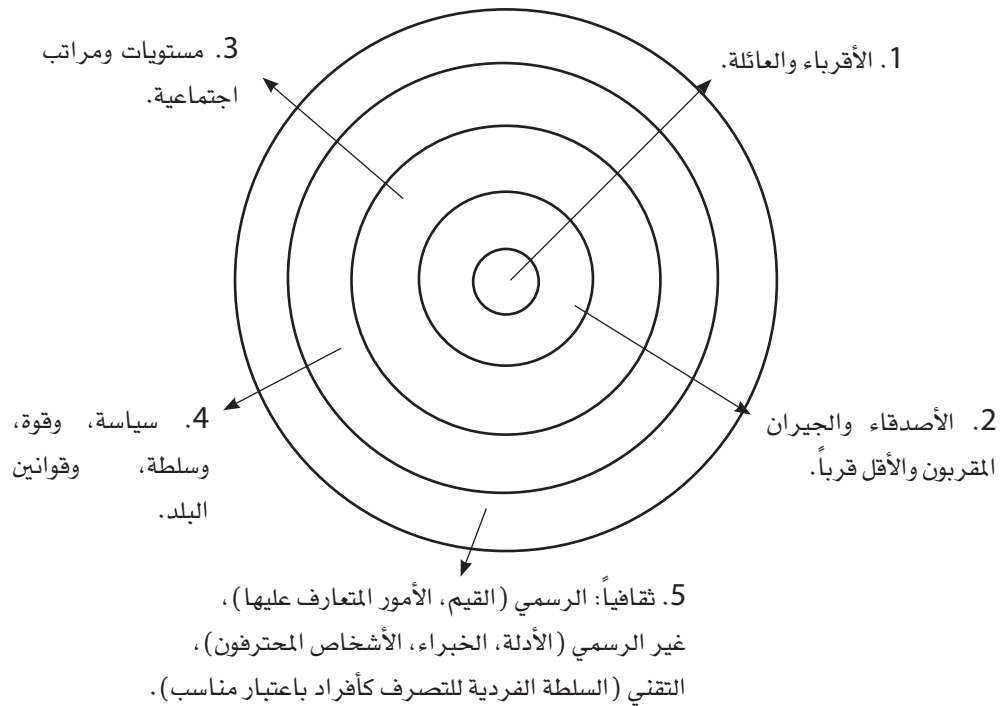 1. الأقرباء والعائلة.
2. الأصدقاء والجيران
المقربون والأقل قرباً.
3. مستويات ومراتب
اجتماعية.
4. سياسة، وقوة،
وسلطة، وقوانين
البلد.
5. ثقافياً: الرسمي (القيم، الأمور المتعارف عليها)،
غير الرسمي (الأدلة، الخبراء، الأشخاص المحترفون)،
التقني (السلطة الفردية للتصرف كأفراد باعتبار مناسب).